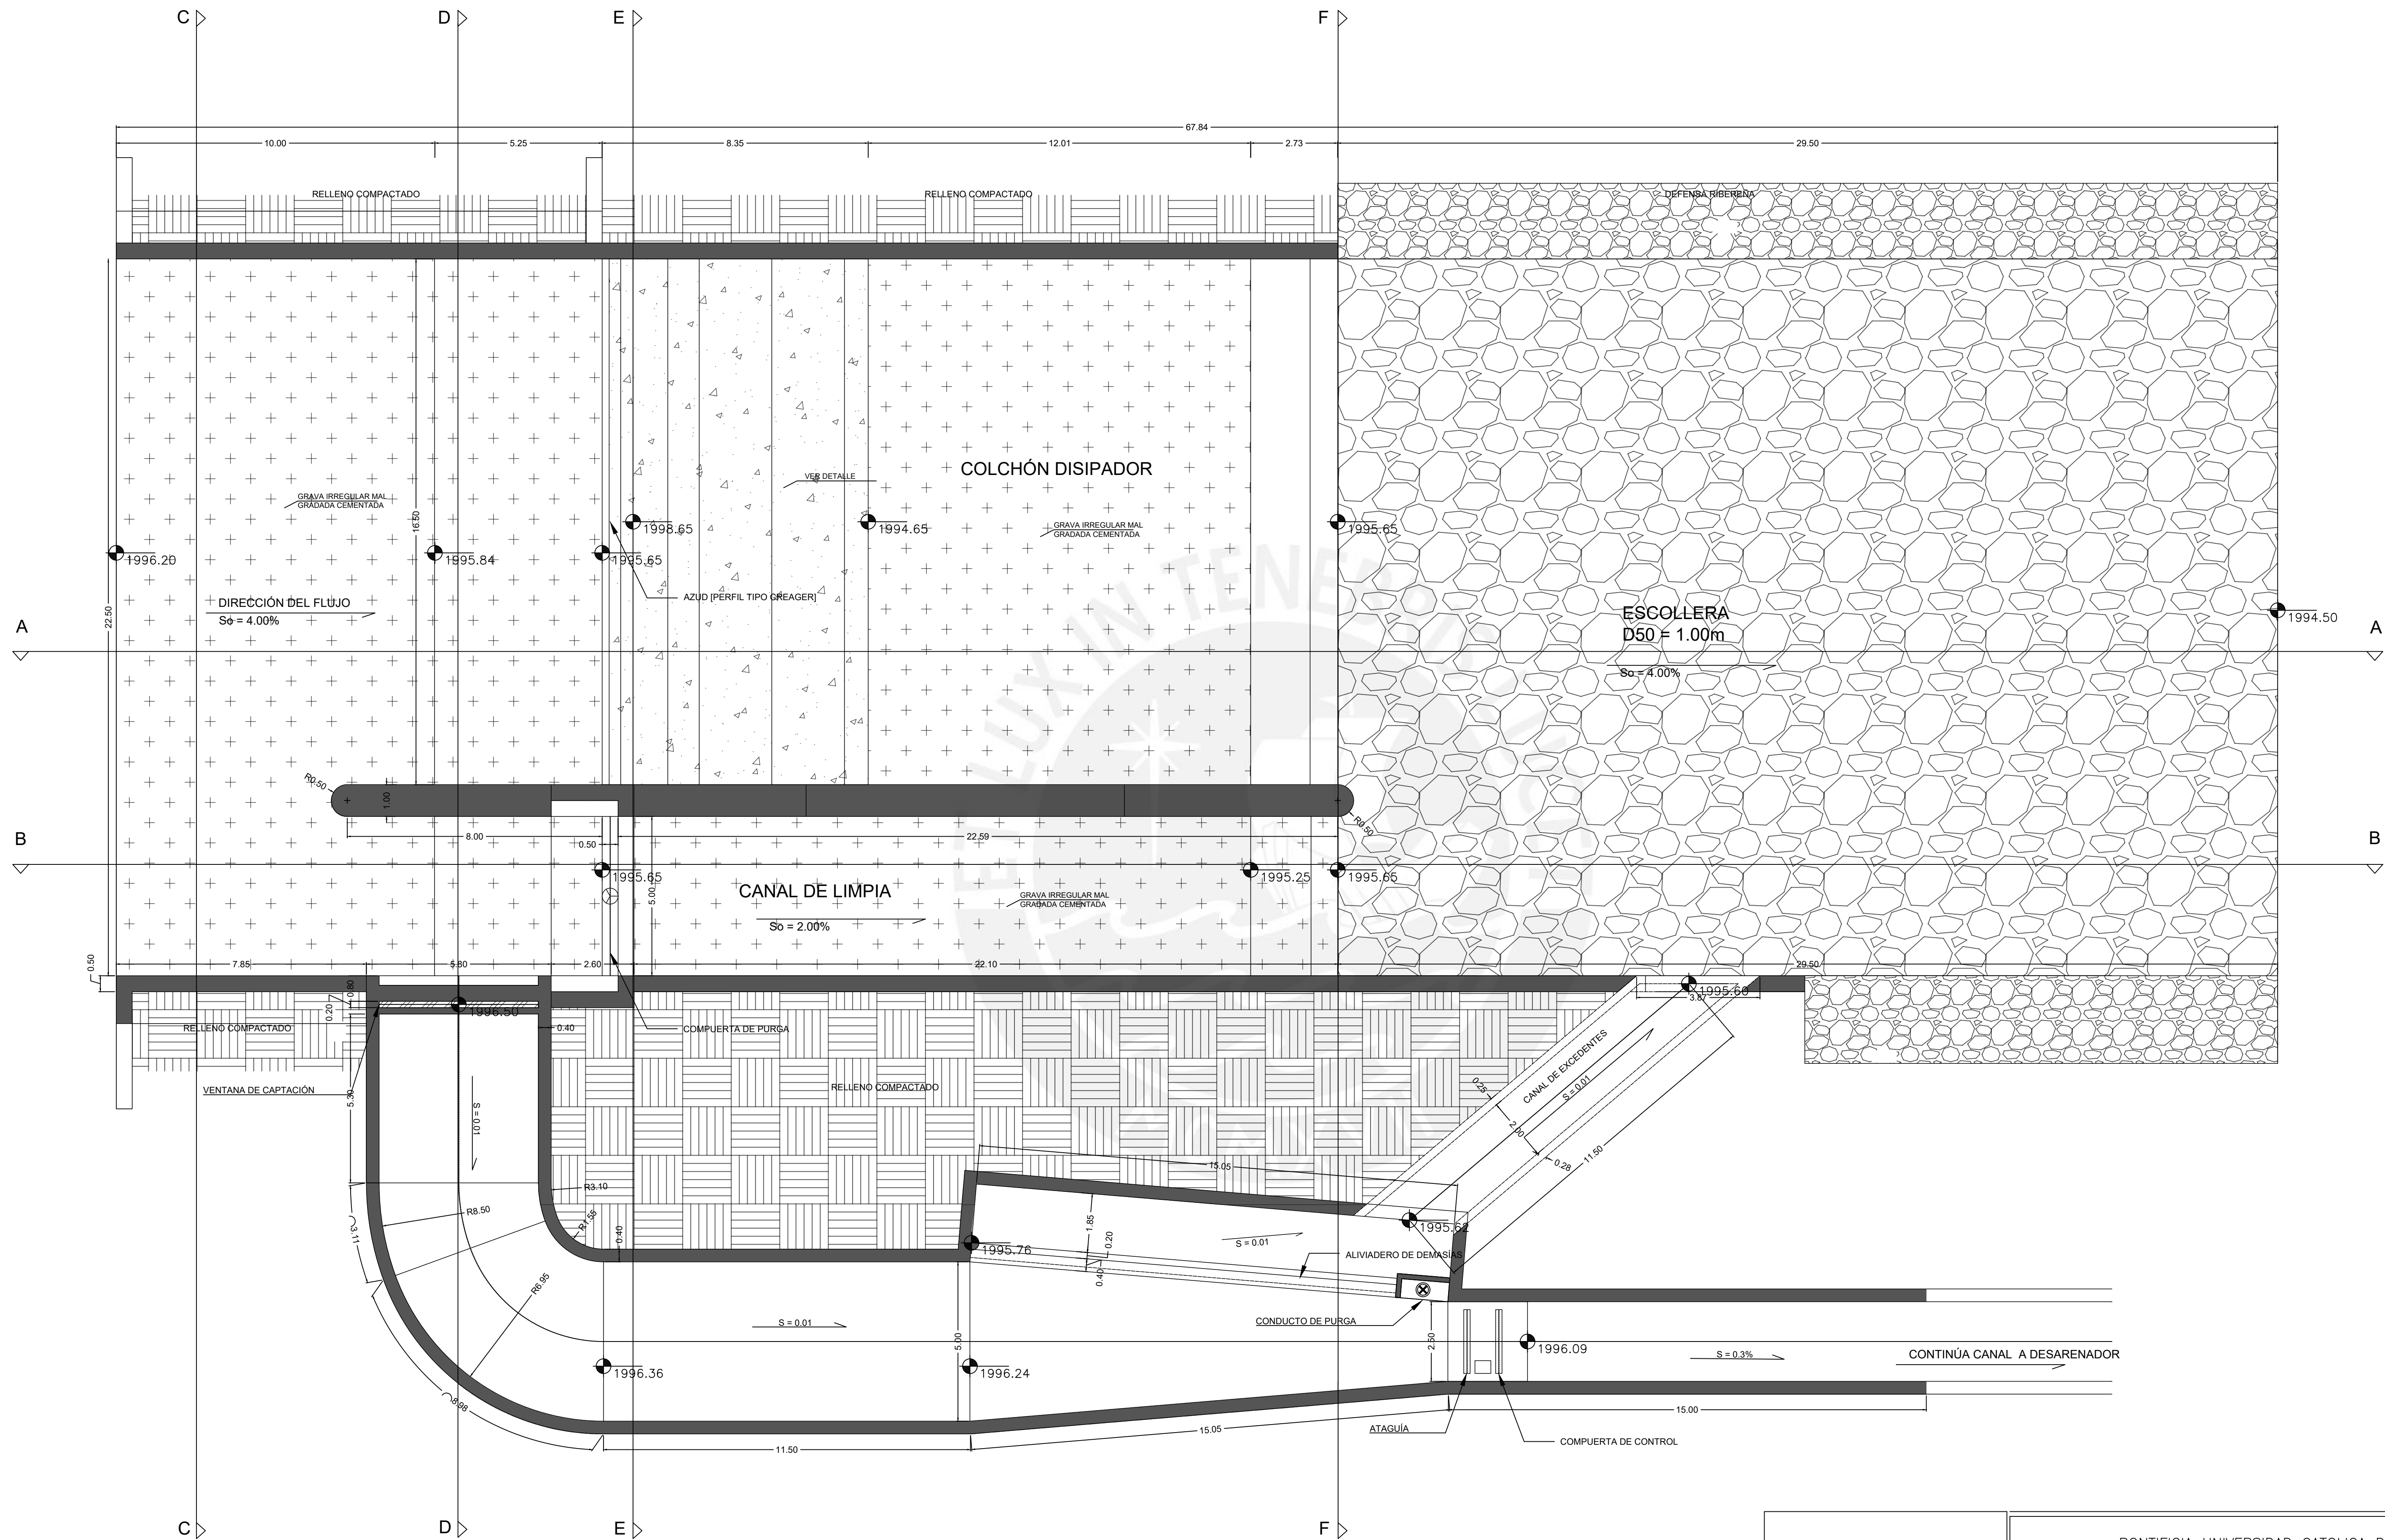 C
D
E
F
67.84
10.00
5.25
8.35
12.01
2.73
29.50
RELLENO COMPACTADO
RELLENO COMPACTADO
DEFENSA RIBEREÑA
COLCHÓN DISIPADOR
VER DETALLE
GRAVA IRREGULAR MAL
GRADADA CEMENTADA
16.50
1998.65
1994.65
1995.65
GRAVA IRREGULAR MAL
GRADADA CEMENTADA
1996.20
1995.84
1995.65
AZUD [PERFIL TIPO CREAGER]
DIRECCIÓN DEL FLUJO
So = 4.00%
22.50
ESCOLLERA
D50 = 1.00m
So = 4.00%
1994.50
A
A
ET LUX IN TENEBRIS LUCET
R0.50
1.00
8.00
0.50
22.59
R0.50
B
B
1995.65
5.00
CANAL DE LIMPIA
So = 2.00%
GRAVA IRREGULAR MAL
GRADADA CEMENTADA
1995.25
1995.65
0.50
7.85
5.80
2.60
22.10
29.50
0.80
0.20
1996.50
1995.60
3.87
RELLENO COMPACTADO
0.40
COMPUERTA DE PURGA
VENTANA DE CAPTACIÓN
5.30
S = 0.01
RELLENO COMPACTADO
CANAL DE EXCEDENTES
S = 0.01
0.25
2.00
0.28
11.50
15.05
R3.10
R8.50
R1.55
3.11
0.40
1.85
0.20
0.40
1995.76
S = 0.01
1995.62
ALIVIADERO DE DEMASÍAS
R6.95
CONDUCTO DE PURGA
S = 0.01
5.00
2.50
1996.36
1996.24
1996.09
S = 0.3%
CONTINÚA CANAL A DESARENADOR
8.98
11.50
15.05
15.00
ATAGUÍA
COMPUERTA DE CONTROL
C
D
E
F